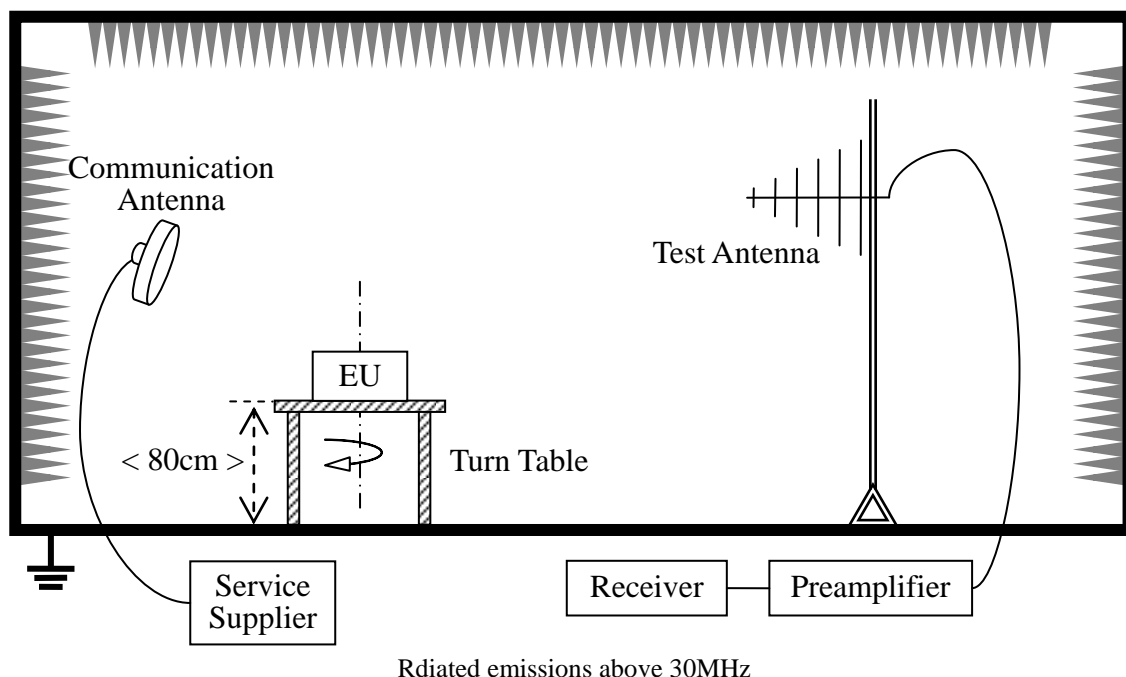 Communication
Antenna
Test Antenna
EU
< 80cm >
Turn Table
Service
Supplier
Receiver
Preamplifier
Rdiated emissions above 30MHz